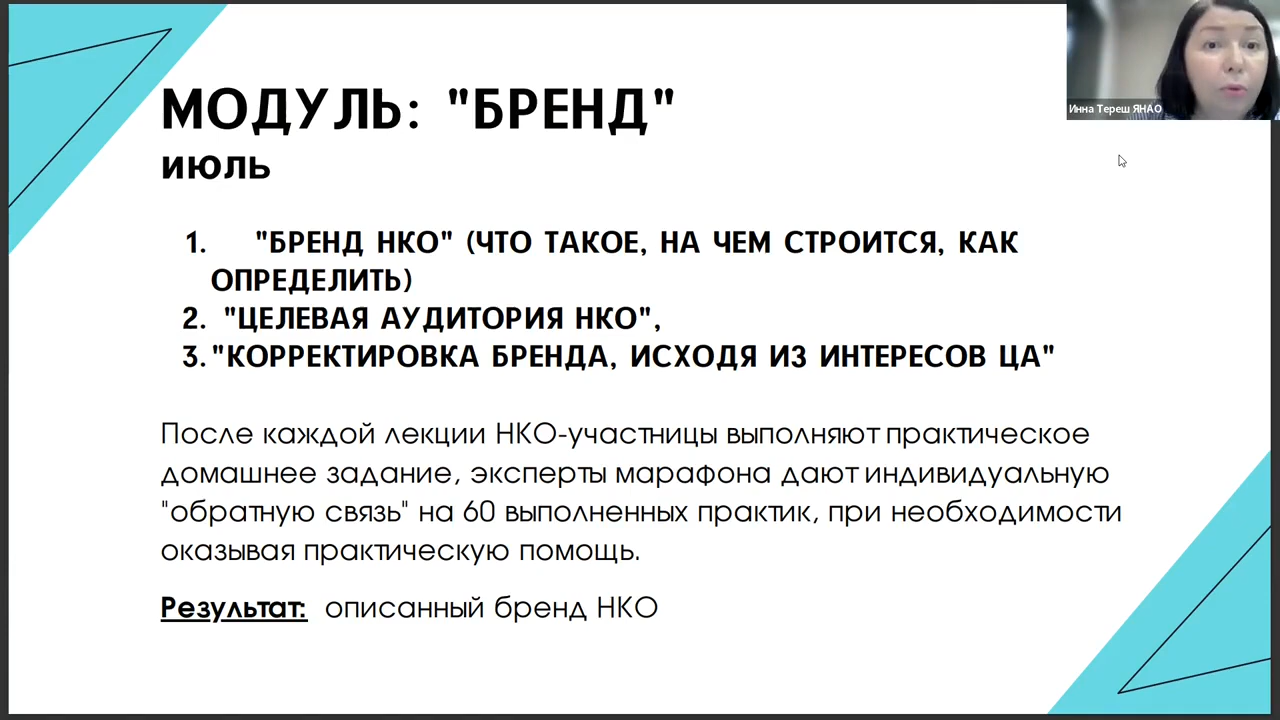 МОДУЛЬ: "БРЕНД"
ИЮЛЬ
Инна Тереш ЯНАО
1. "БРЕНД НКО" (ЧТО ТАКОЕ, НА ЧЕМ СТРОИТСЯ, КАК
ОПРЕДЕЛИТЬ)
2. "ЦЕЛЕВАЯ АУДИТОРИЯ НКО",
3. "КОРРЕКТИРОВКА БРЕНДА, ИСХОДЯ ИЗ ИНТЕРЕСОВ ЦА"
После каждой лекции НКО-участницы выполняют практическое
домашнее задание, эксперты марафона дают индивидуальную
"обратную связь" на 60 выполненных практик, при необходимости
оказывая практическую помощь.
Результат: описанный бренд НКО